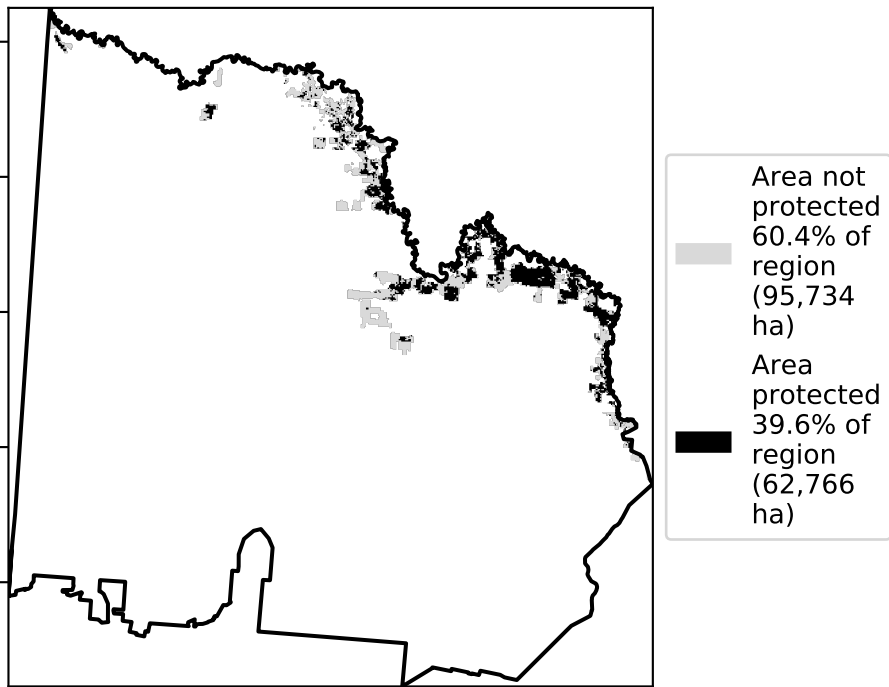 Area not
protected
60.4% of
region
(95,734
ha)
Area
protected
39.6% of
region
(62,766
ha)